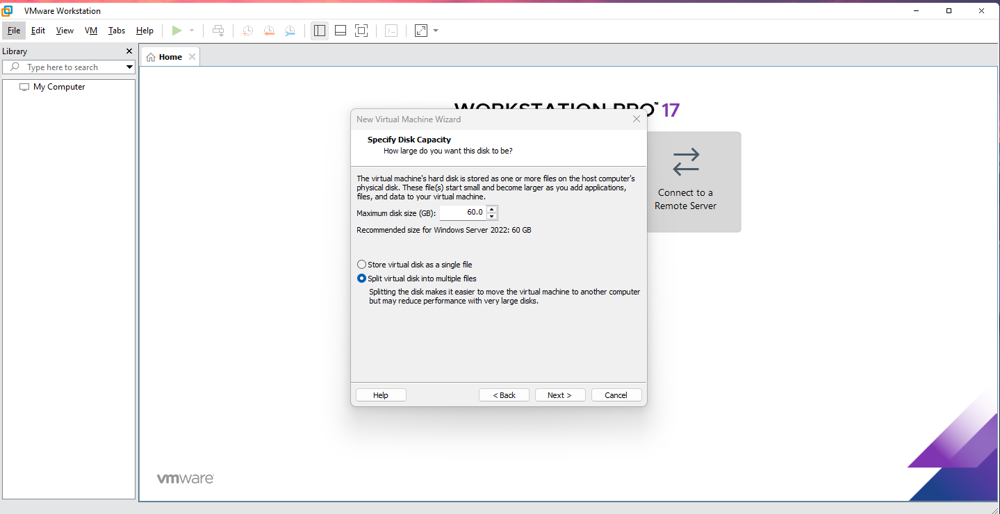 VMware Workstation
File Edit View VM Tabs Help
Library
Type here to search
My Computer
Home
WORKSTATION PRO™ 17
New Virtual Machine Wizard
Specify Disk Capacity
How large do you want this disk to be?
The virtual machine's hard disk is stored as one or more files on the host computer's
physical disk. These file(s) start small and become larger as you add applications,
files, and data to your virtual machine.
Maximum disk size (GB): 60.0
Recommended size for Windows Server 2022: 60 GB
Store virtual disk as a single file
Split virtual disk into multiple files
Splitting the disk makes it easier to move the virtual machine to another computer
but may reduce performance with very large disks.
Help < Back Next > Cancel
Connect to a
Remote Server
vmware